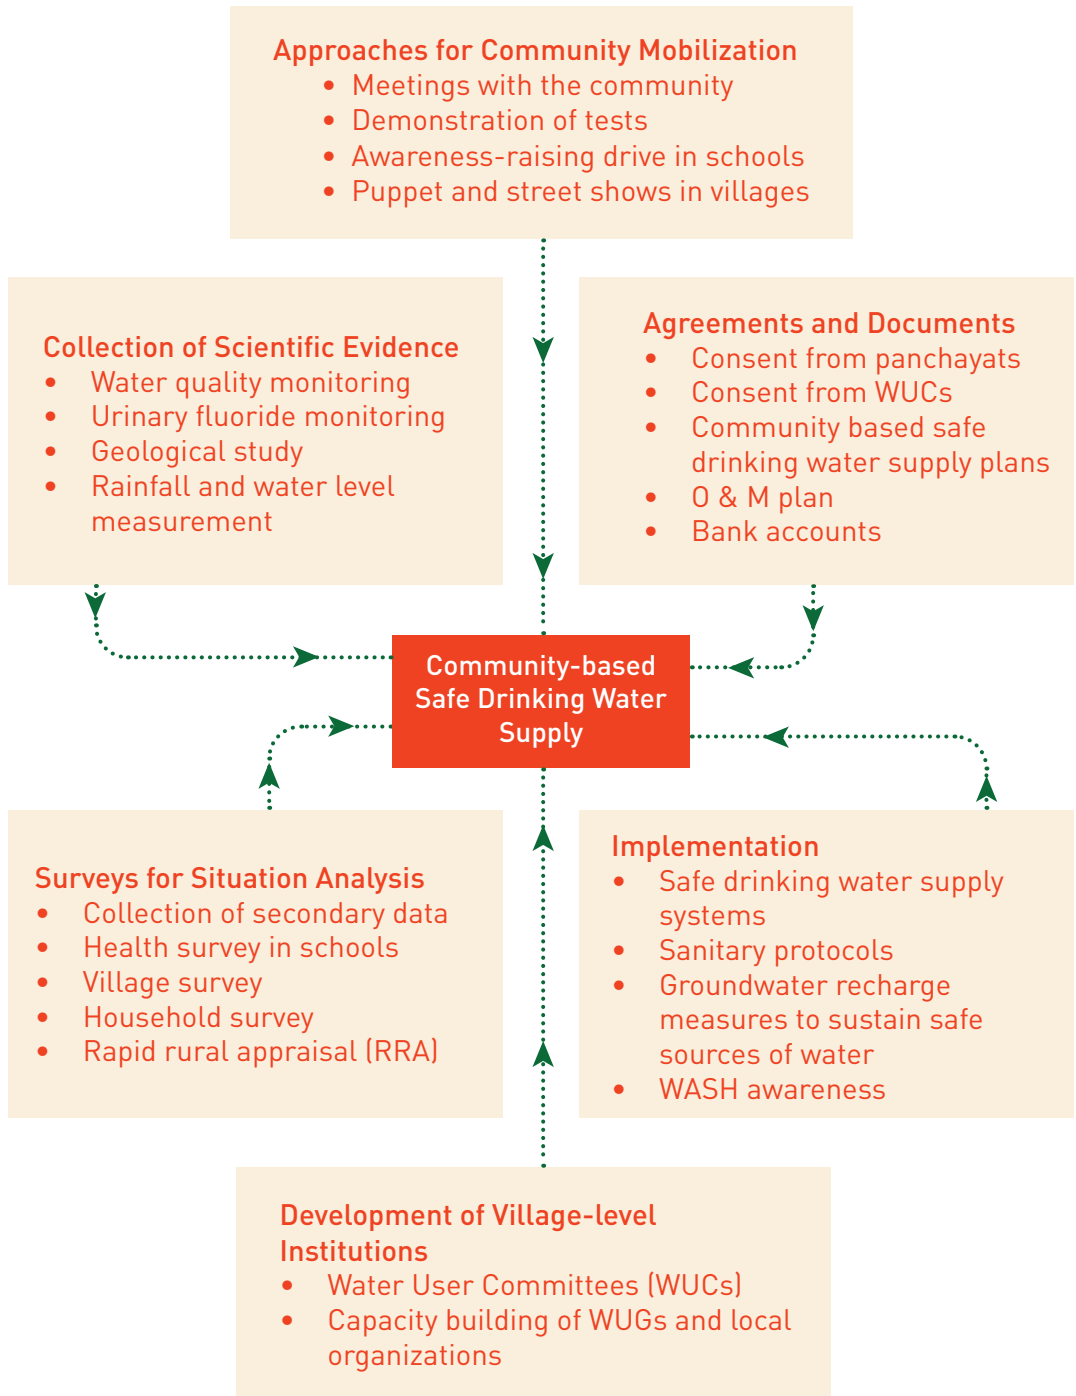 Approaches for Community Mobilization
• Meetings with the community
• Demonstration of tests
• Awareness-raising drive in schools
• Puppet and street shows in villages
Collection of Scientific Evidence
• Water quality monitoring
• Urinary fluoride monitoring
• Geological study
• Rainfall and water level
measurement
Agreements and Documents
• Consent from panchayats
• Consent from WUCs
• Community based safe
drinking water supply plans
• O & M plan
• Bank accounts
Community-based
Safe Drinking Water
Supply
Surveys for Situation Analysis
• Collection of secondary data
• Health survey in schools
• Village survey
• Household survey
• Rapid rural appraisal (RRA)
Implementation
• Safe drinking water supply
systems
• Sanitary protocols
• Groundwater recharge
measures to sustain safe
sources of water
• WASH awareness
Development of Village-level
Institutions
• Water User Committees (WUCs)
• Capacity building of WUGs and local
organizations